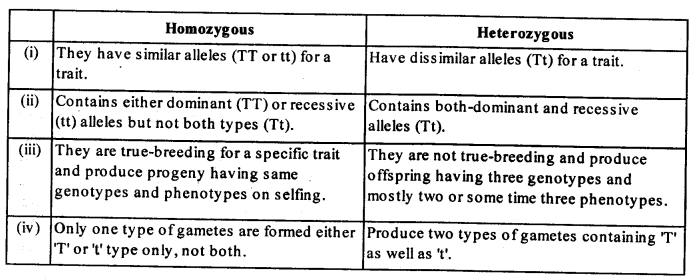 Homozygous Heterozygous
(i) They have similar alleles (TT or tt) for a Have dissimilar alleles (Tt) for a trait.
trait.
(ii) Contains either dominant (TT) or recessive Contains both-dominant and recessive
(tt) alleles but not both types (Tt). alleles (Tt).
(iii) They are true-breeding for a specific trait They are not true-breeding and produce
and produce progeny having same offspring having three genotypes and
genotypes and phenotypes on selfing. mostly two or some time three phenotypes.
(iv) Only one type of gametes are formed either Produce two types of gametes containing 'T'
'T' or 't' type only, not both. as well as 't'.